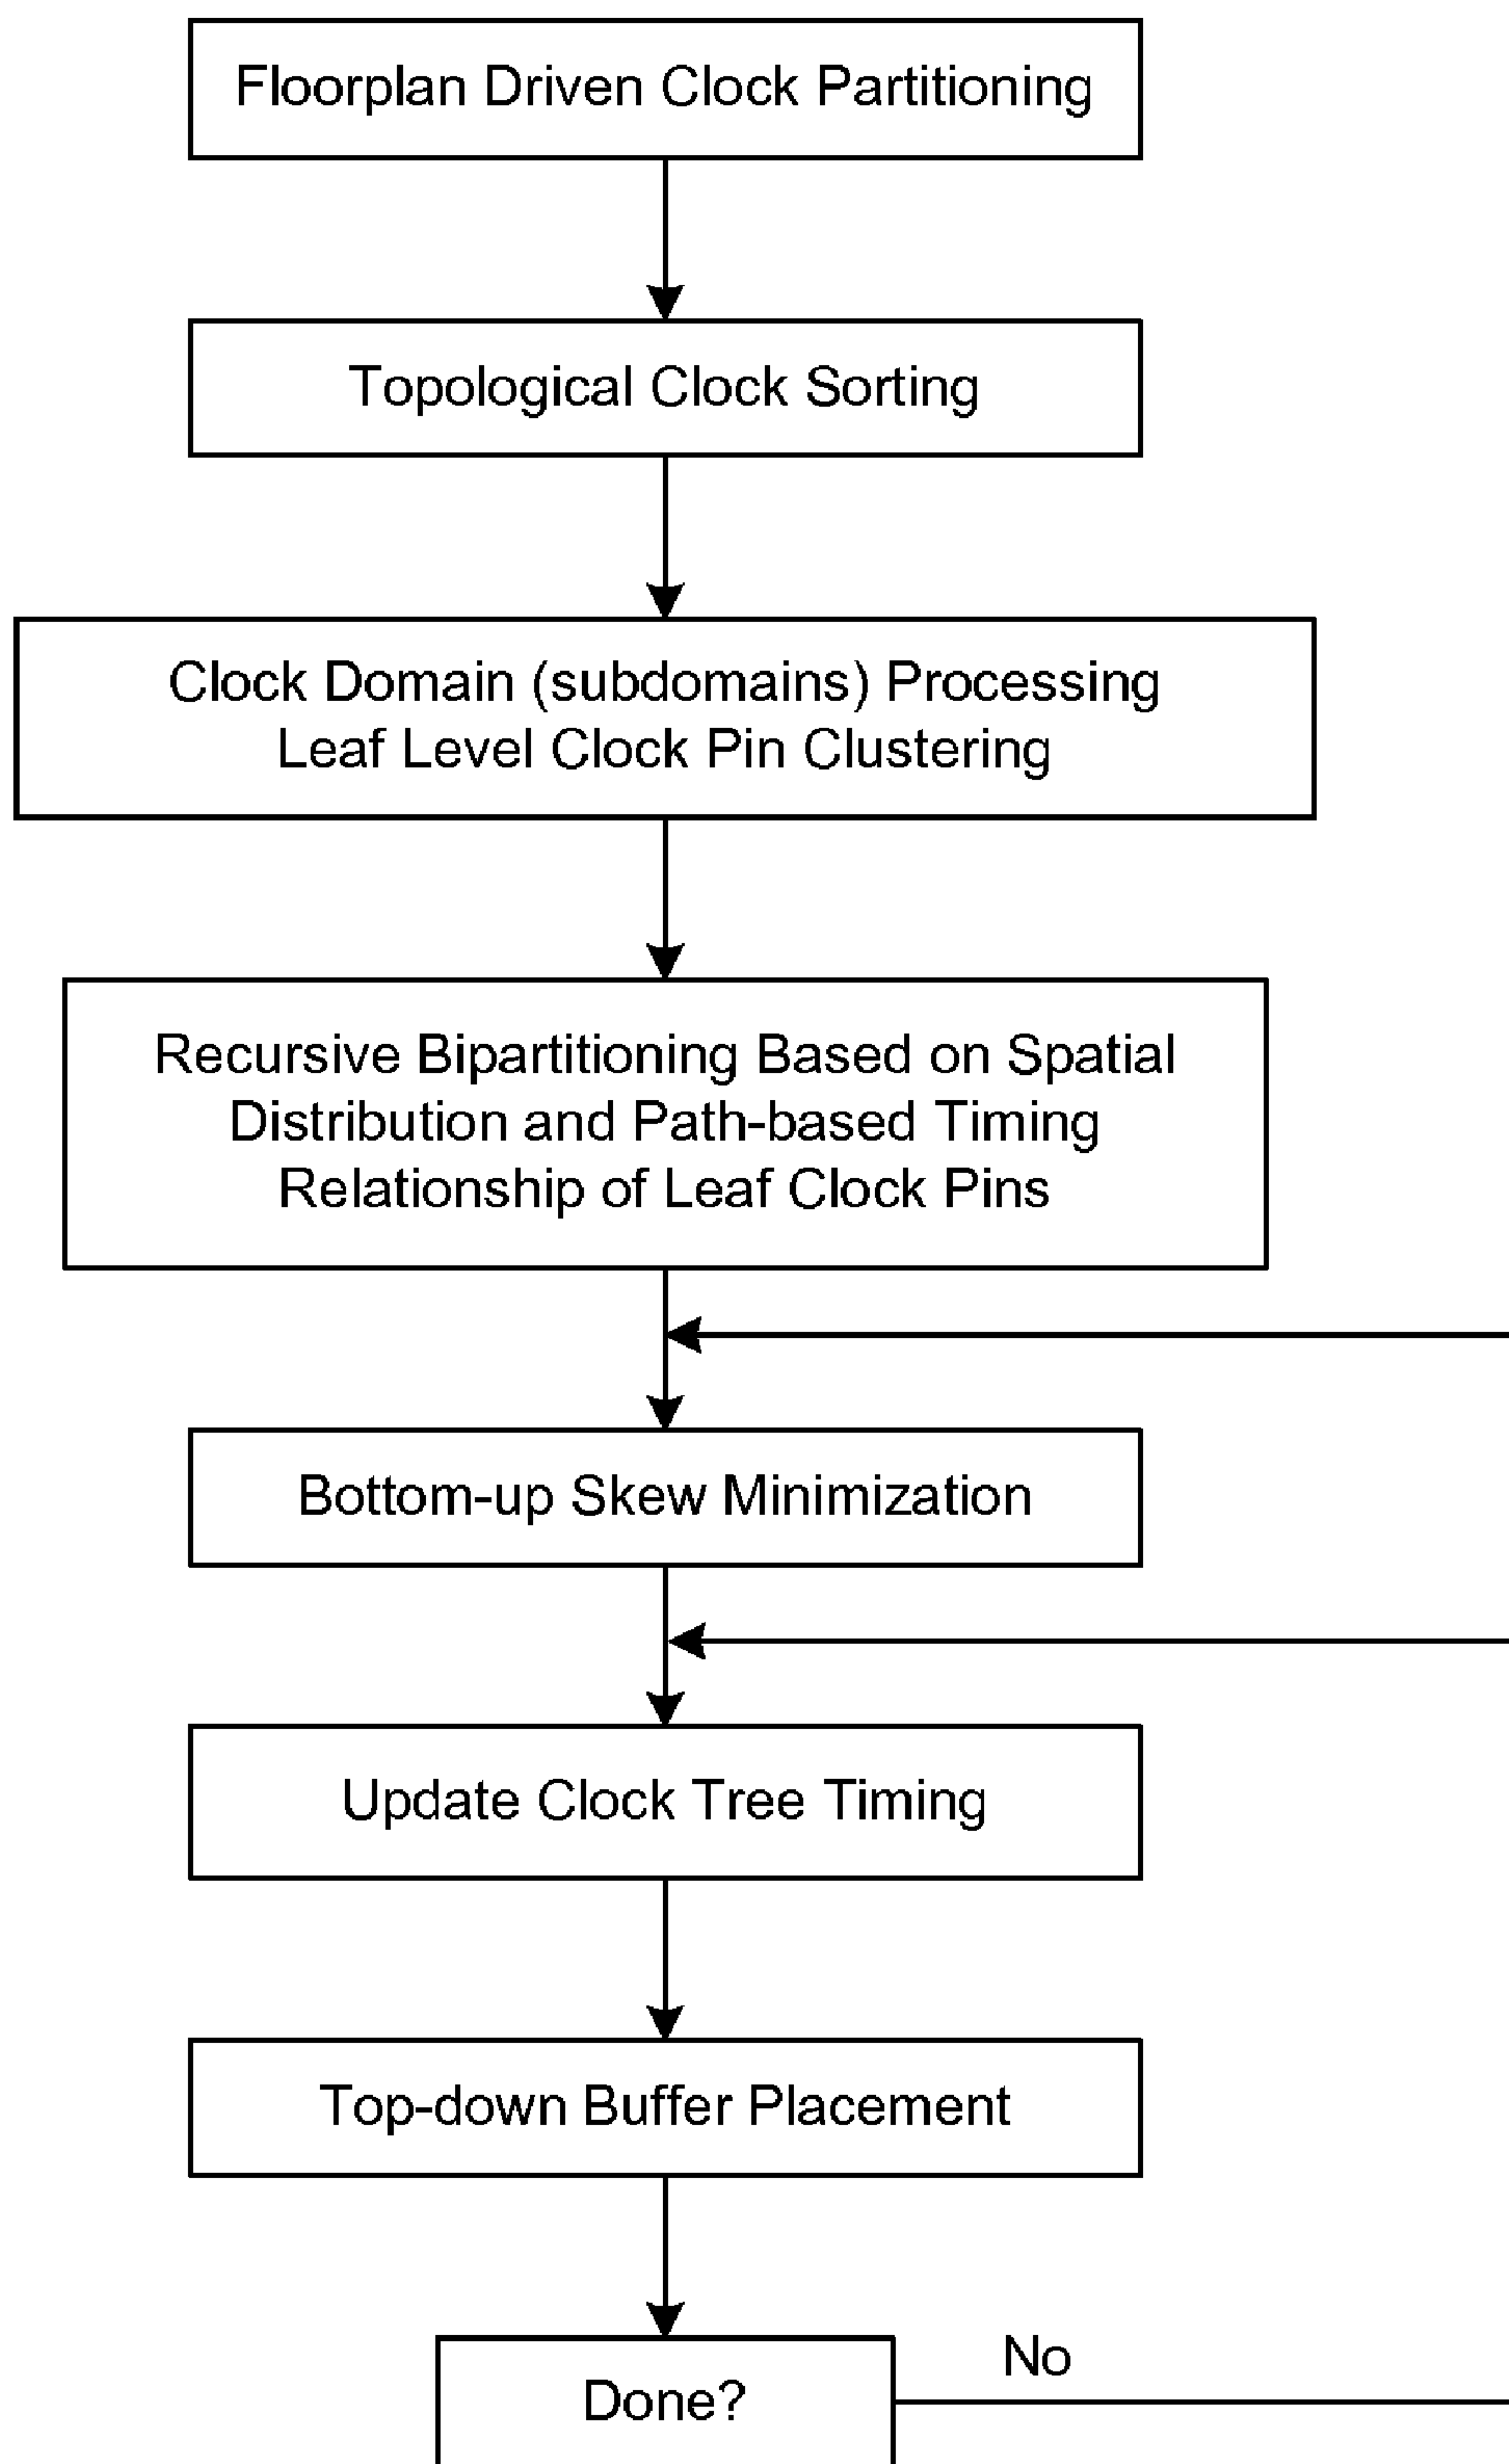 Floorplan Driven Clock Partitioning
Topological Clock Sorting
Clock Domain (subdomains) Processing
Leaf Level Clock Pin Clustering
Recursive Bipartitioning Based on Spatial
Distribution and Path-based Timing
Relationship of Leaf Clock Pins
Bottom-up Skew Minimization
Update Clock Tree Timing
Top-down Buffer Placement
Done?
No